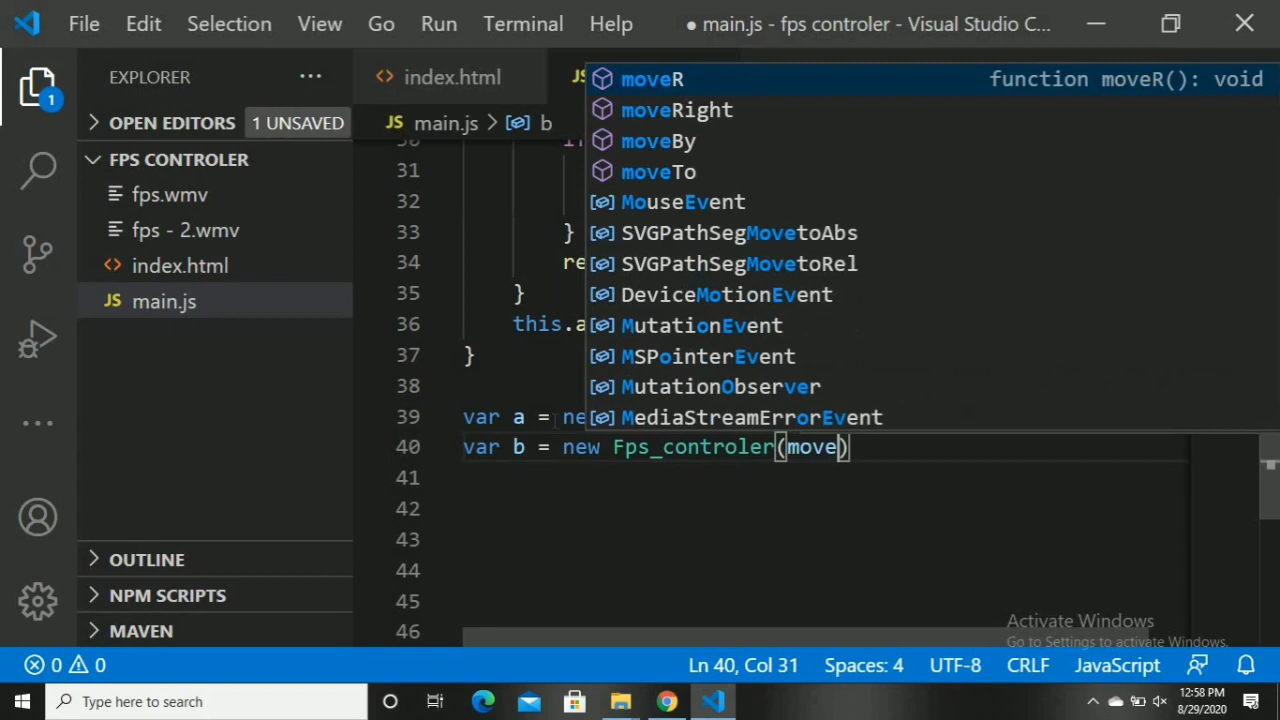 File Edit Selection View Go Run Terminal Help ● main.js - fps controler - Visual Studio C...
EXPLORER ...
1
OPEN EDITORS 1 UNSAVED
FPS CONTROLER
fps.wmv
fps - 2.wmv
index.html
JS main.js
OUTLINE
NPM SCRIPTS
MAVEN
<> index.html JS
JS main.js > b
moveR function moveR(): void
moveRight
moveBy
moveTo
MouseEvent
SVGPathSegMovetoAbs
SVGPathSegMovetoRel
DeviceMotionEvent
MutationEvent
MSPointerEvent
MutationObserver
MediaStreamErrorEvent
31
32
33 }
34 re
35 }
36 this.a
37 }
38
39 var a = ne
40 var b = new Fps_controler(move)
41
42
43
44
45
46
Activate Windows
Go to Settings to activate Windows.
0 0 Ln 40, Col 31 Spaces: 4 UTF-8 CRLF JavaScript
Type here to search
12:58 PM
8/29/2020